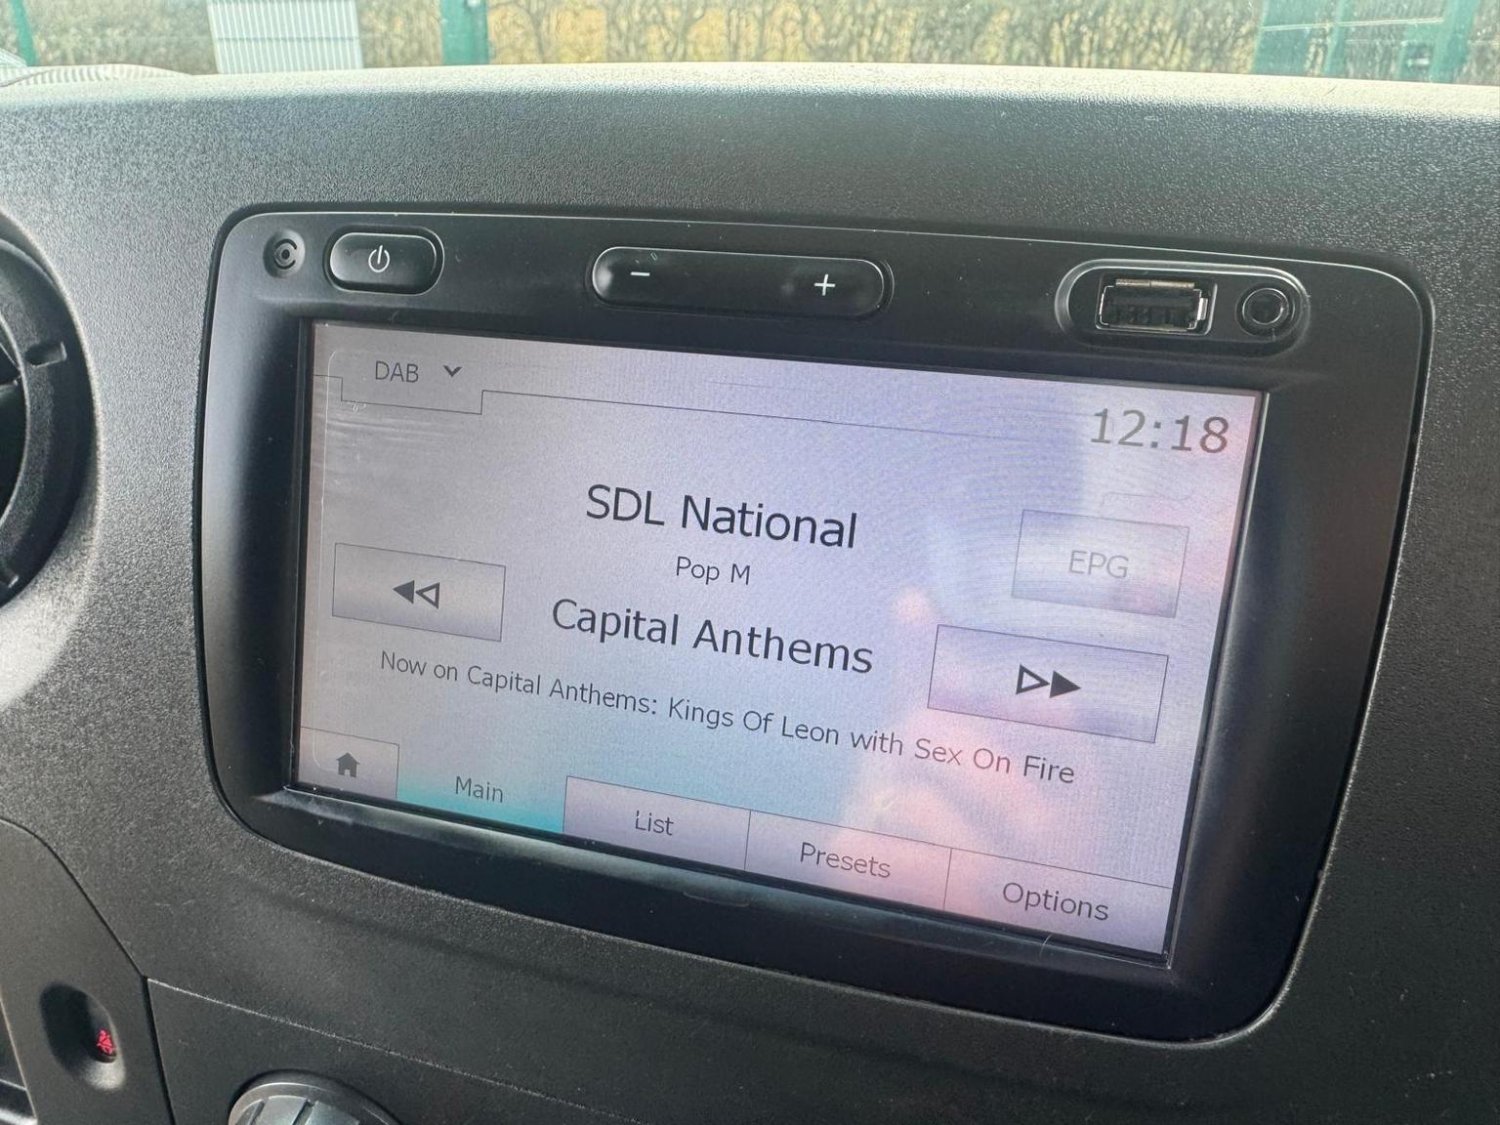 DAB
12:18
SDL National
Pop M
EPG
Capital Anthems
Now on Capital Anthems: Kings Of Leon with Sex On Fire
Main
List
Presets
Options